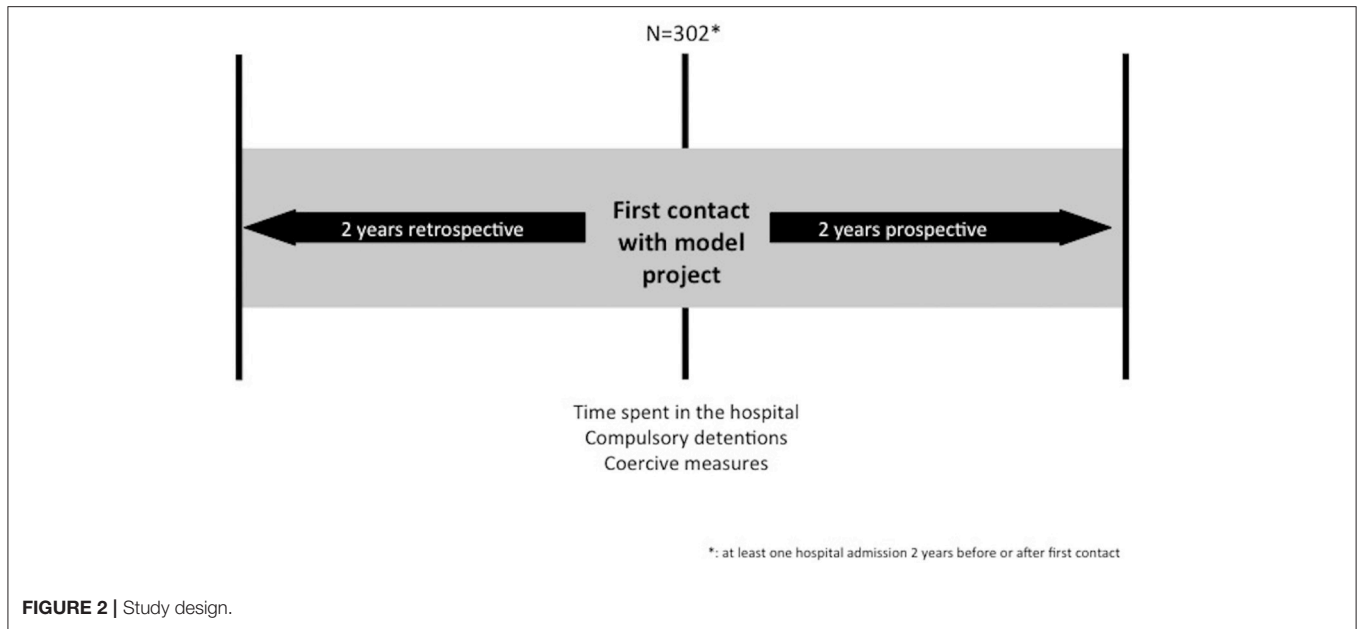 N=302*
First contact
with model
project
2 years retrospective
2 years prospective
Time spent in the hospital
Compulsory detentions
Coercive measures
*: at least one hospital admission 2 years before or after first contact
FIGURE 2 | Study design.